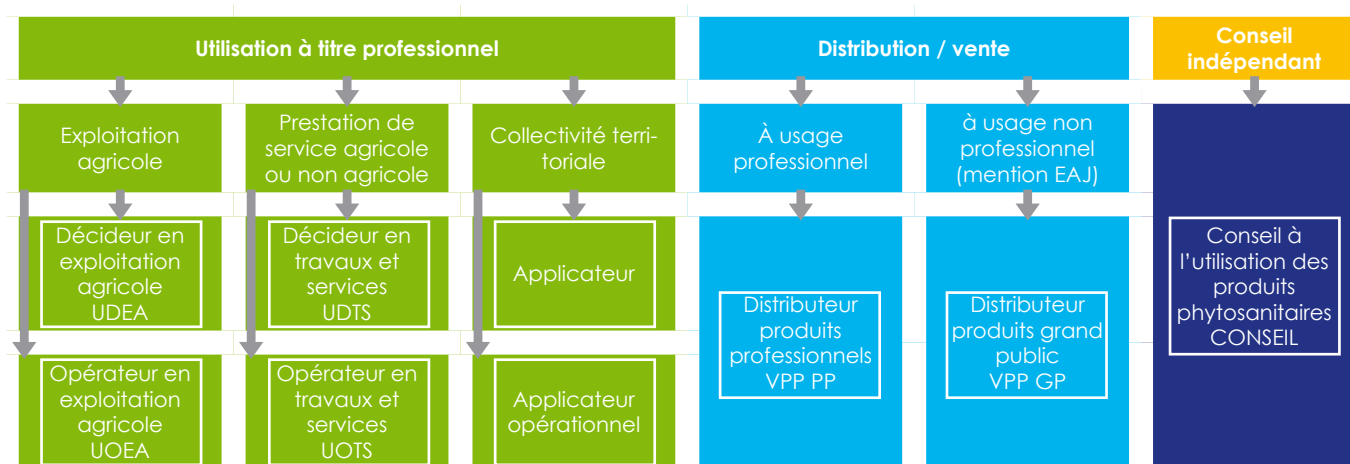 Utilisation à titre professionnel
Distribution / vente
Conseil
indépendant
Exploitation
agricole
Prestation de
service agricole
ou non agricole
Collectivité terri-
toriale
À usage
professionnel
à usage non
professionnel
(mention EAJ)
Décideur en
exploitation
agricole
UDEA
Décideur en
travaux et
services
UDTS
Applicateur
Opérateur en
exploitation
agricole
UOEA
Opérateur en
travaux et
services
UOTS
Applicateur
opérationnel
Distributeur
produits
professionnels
VPP PP
Distributeur
produits grand
public
VPP GP
Conseil à
l'utilisation des
produits
phytosanitaires
CONSEIL